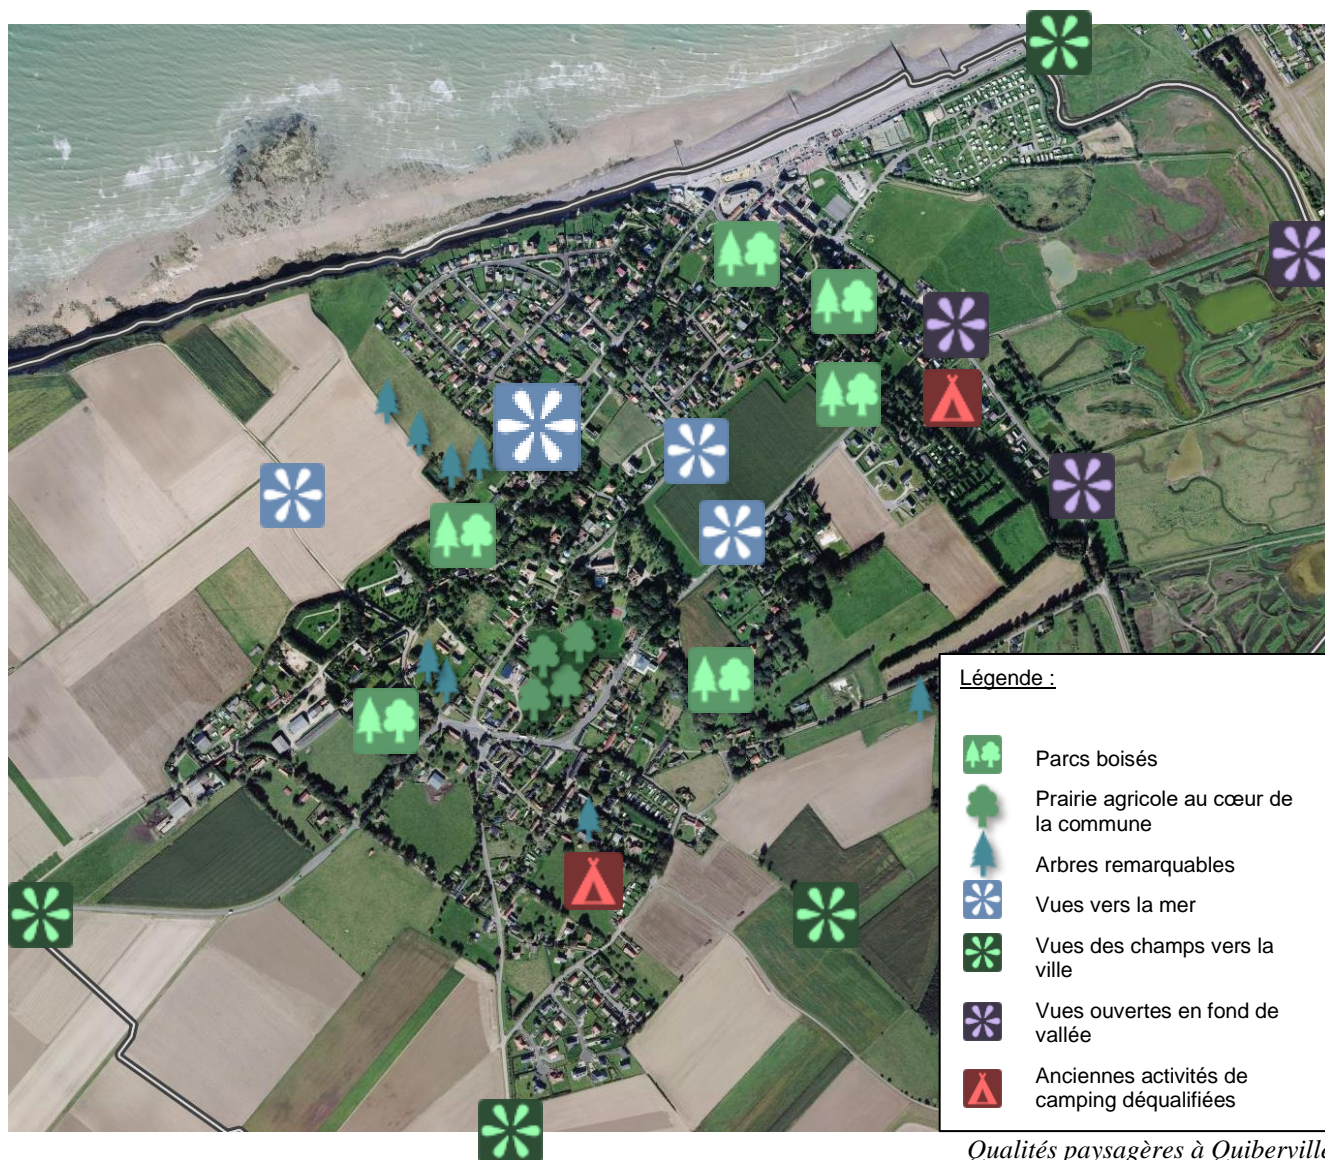 Légende :
Parcs boisés
Prairie agricole au cœur de
la commune
Arbres remarquables
Vues vers la mer
Vues des champs vers la
ville
Vues ouvertes en fond de
vallée
Anciennes activités de
camping déqualifiées
Qualités paysagères à Quiberville